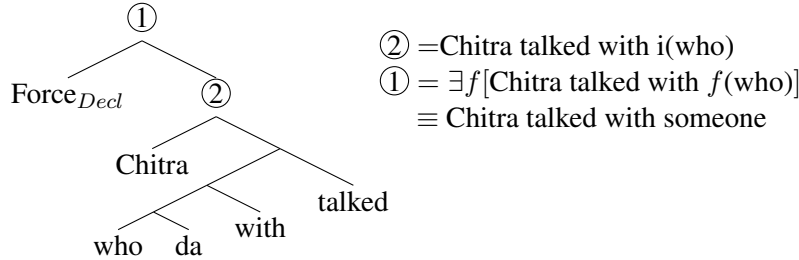 ①
Force_Decl
②
Chitra
who
da
with
talked
② =Chitra talked with i(who)
① = ∃f[Chitra talked with f(who)]
≡ Chitra talked with someone